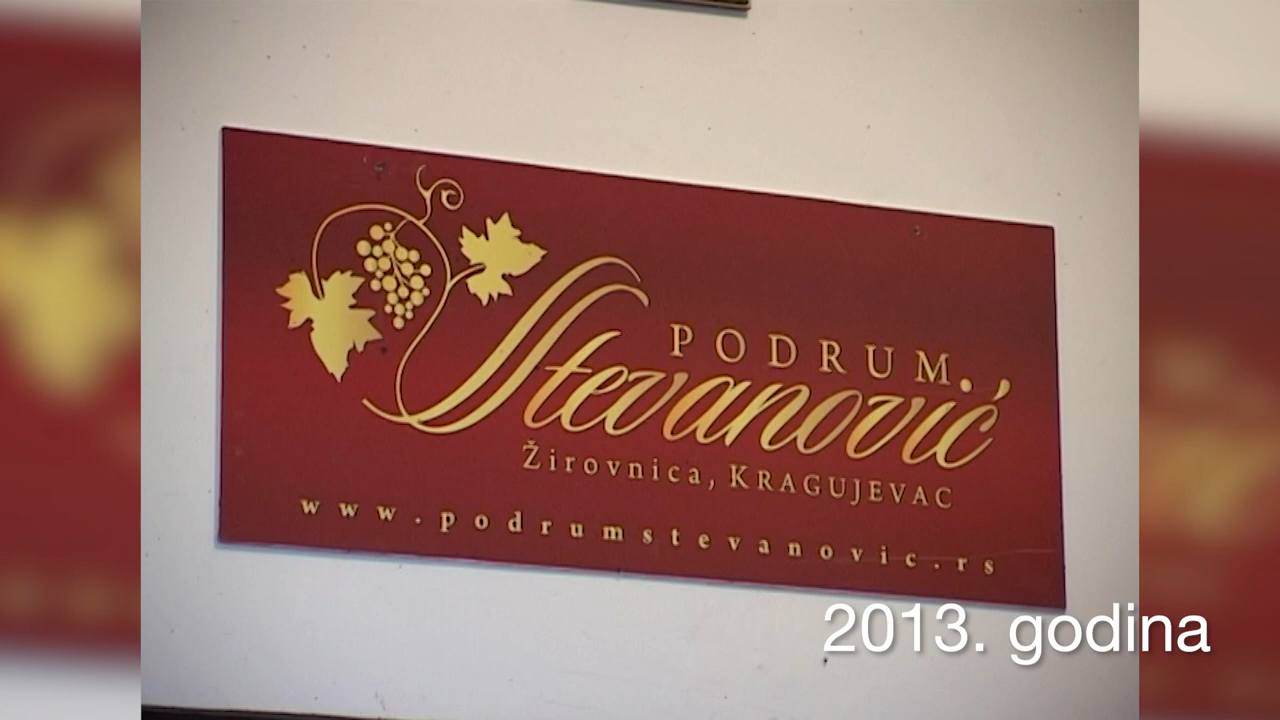 PODRUM
Stevanović
Žirovnica, KRAGUJEVAC
www.podrumstevanovic.rs
2013. godina